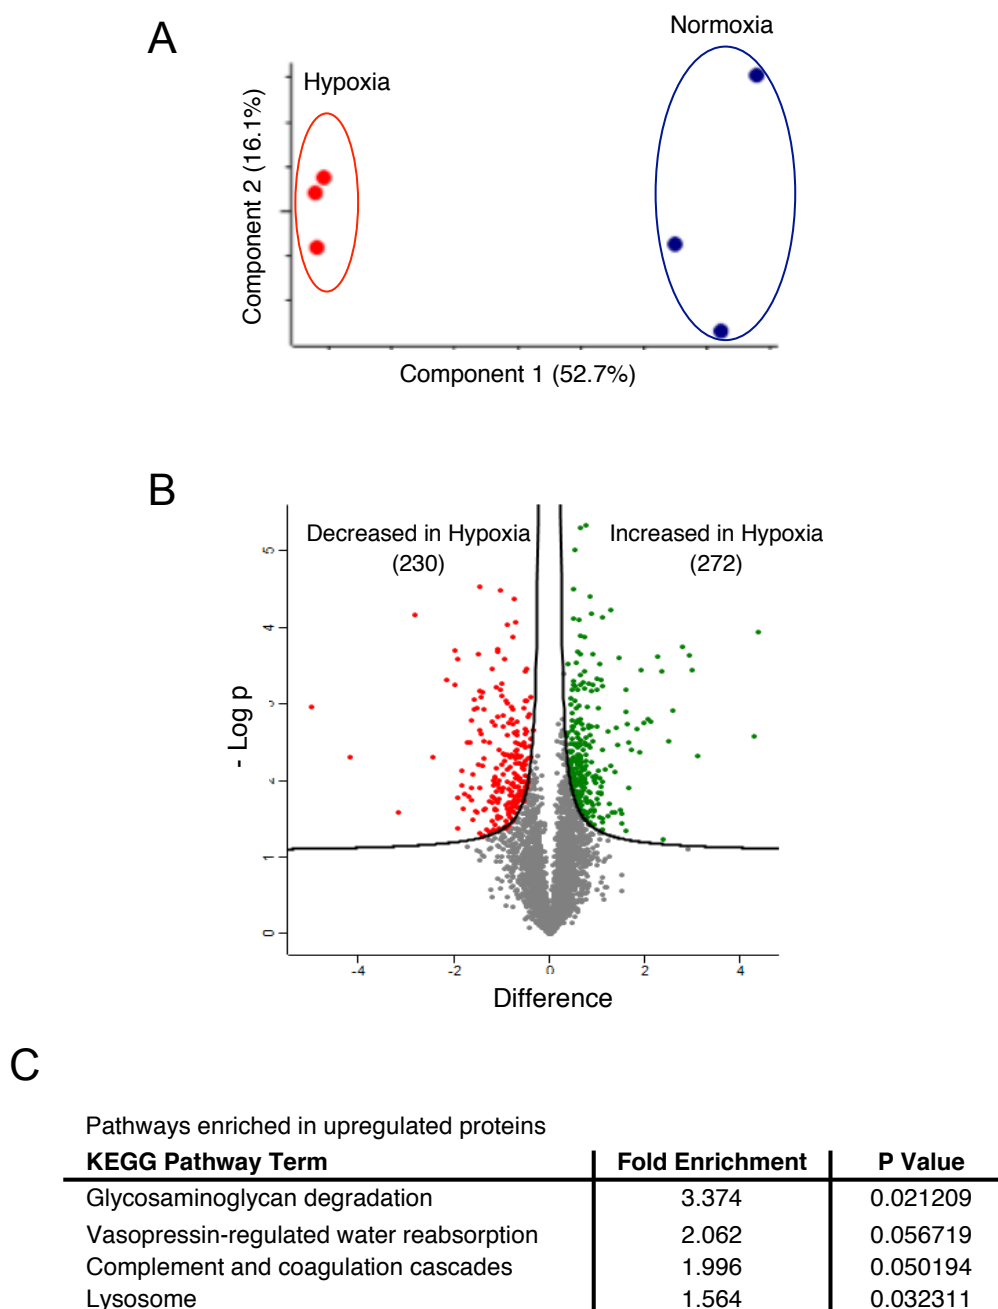 A
Normoxia
Hypoxia
Component 2 (16.1%)
Component 1 (52.7%)
B
Decreased in Hypoxia
(230)
Increased in Hypoxia
(272)
- Log p
5
4
1
0
-4
-2
0
2
4
Difference
C
Pathways enriched in upregulated proteins
KEGG Pathway Term Fold Enrichment P Value
Glycosaminoglycan degradation 3.374 0.021209
Vasopressin-regulated water reabsorption 2.062 0.056719
Complement and coagulation cascades 1.996 0.050194
Lysosome 1.564 0.032311